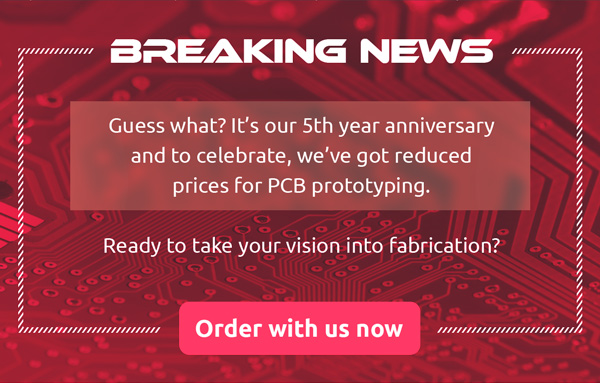 BREAKING NEWS
Guess what? It’s our 5th year anniversary
and to celebrate, we’ve got reduced
prices for PCB prototyping.
Ready to take your vision into fabrication?
Order with us now